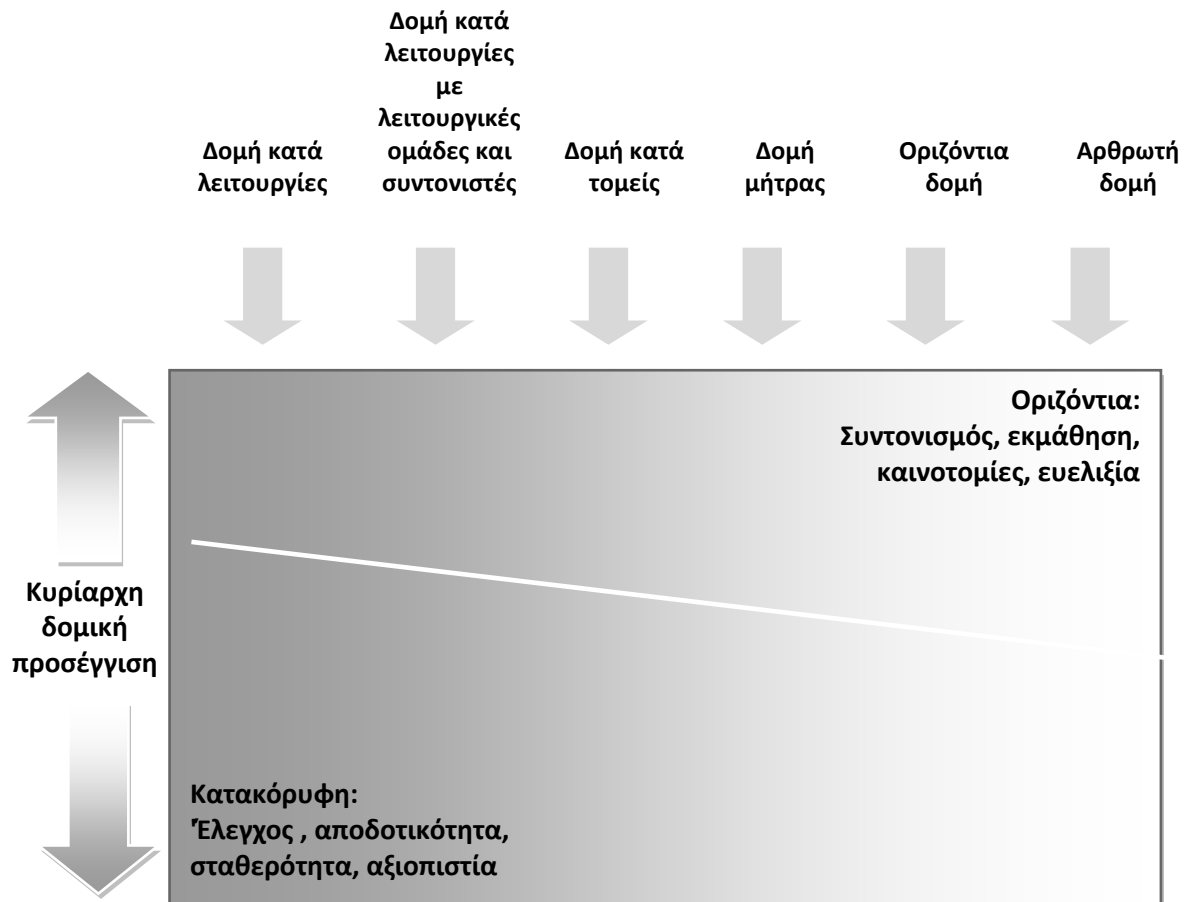 Δομή κατά
λειτουργίες
Δομή κατά
λειτουργίες
με
λειτουργικές
ομάδες και
συντονιστές
Δομή κατά
τομείς
Δομή
μήτρας
Οριζόντια
δομή
Αρθρωτή
δομή
Οριζόντια:
Συντονισμός, εκμάθηση,
καινοτομίες, ευελιξία
Κυρίαρχη
δομική
προσέγγιση
Κατακόρυφη:
'Έλεγχος , αποδοτικότητα,
σταθερότητα, αξιοπιστία